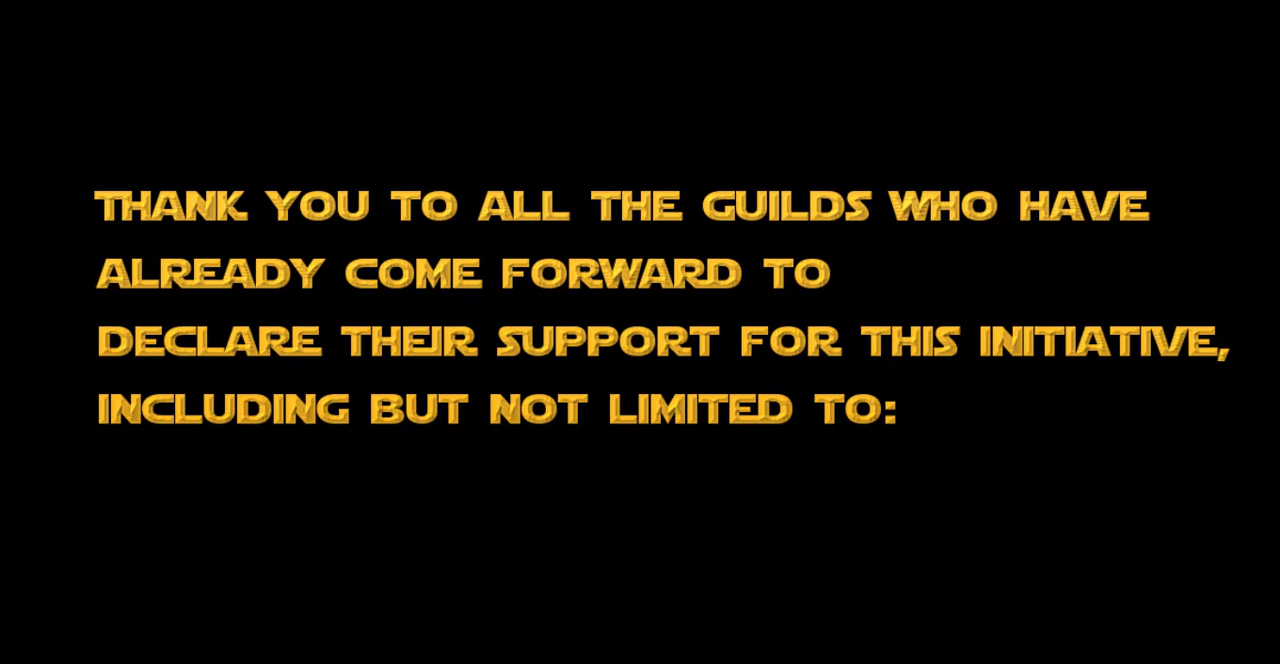 THANK YOU TO ALL THE GUILDS WHO HAVE
ALREADY COME FORWARD TO
DECLARE THEIR SUPPORT FOR THIS INITIATIVE,
INCLUDING BUT NOT LIMITED TO: